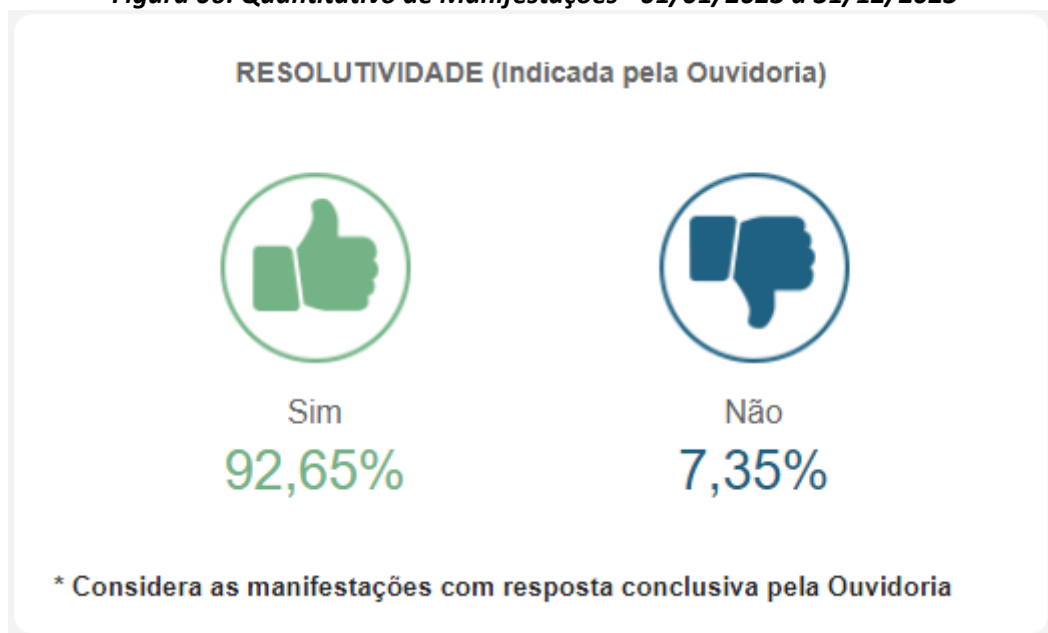 RESOLUTIVIDADE (Indicada pela Ouvidoria)
Sim
Não
92,65%
7,35%
* Considera as manifestações com resposta conclusiva pela Ouvidoria